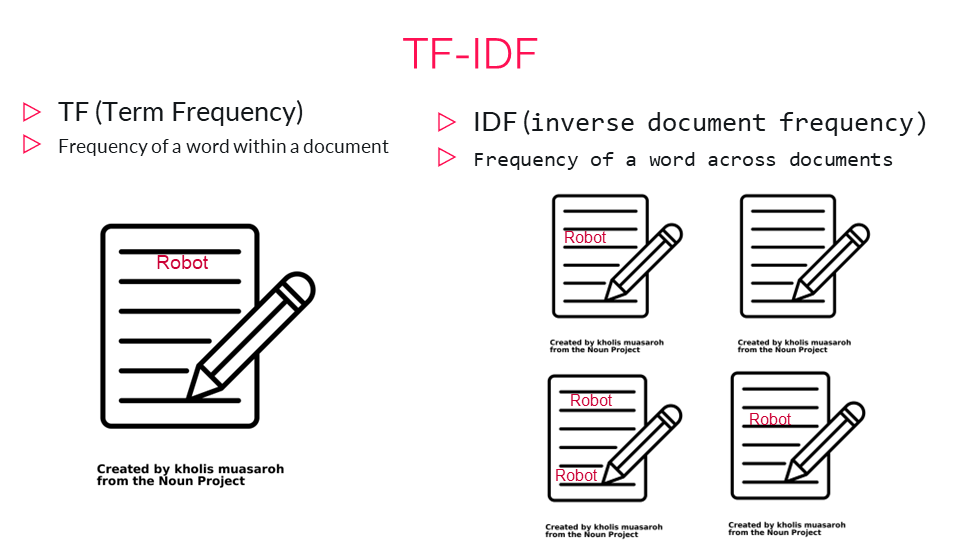 TF-IDF
TF (Term Frequency)
Frequency of a word within a document
Robot
Created by kholis muasaroh
from the Noun Project
IDF (inverse document frequency)
Frequency of a word across documents
Robot
Created by kholis muasaroh
from the Noun Project
Created by kholis muasaroh
from the Noun Project
Robot
Robot
Created by kholis muasaroh
from the Noun Project
Robot
Created by kholis muasaroh
from the Noun Project